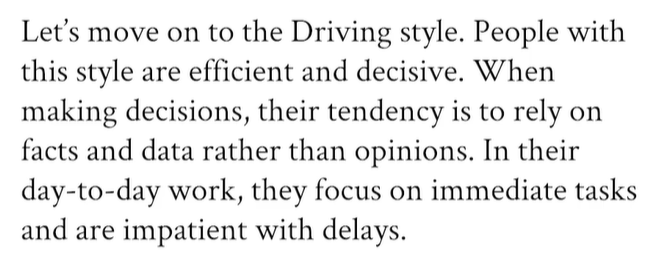 Let’s move on to the Driving style. People with
this style are efficient and decisive. When
making decisions, their tendency is to rely on
facts and data rather than opinions. In their
day-to-day work, they focus on immediate tasks
and are impatient with delays.